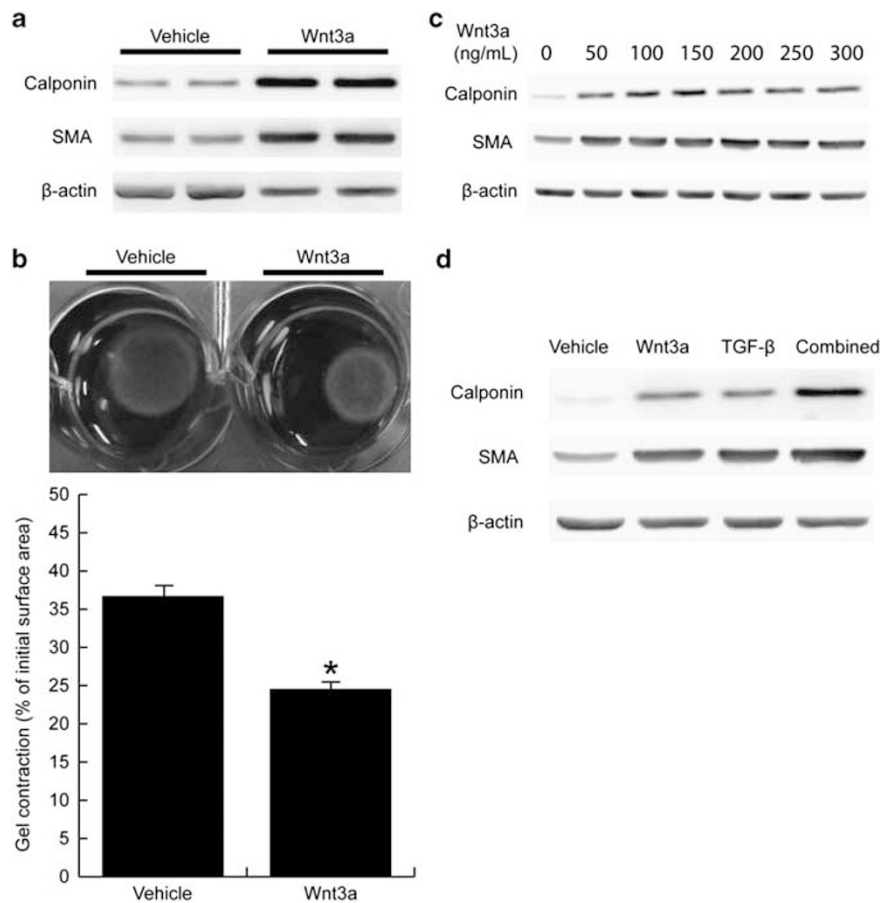 a
Vehicle Wnt3a
Calponin
SMA
β-actin
b
Vehicle Wnt3a
50
45
40
35
30
25
20
15
10
5
0
Gel contraction (% of initial surface area)
*
Vehicle Wnt3a
c
Wnt3a
(ng/mL) 0 50 100 150 200 250 300
Calponin
SMA
β-actin
d
Vehicle Wnt3a TGF-β Combined
Calponin
SMA
β-actin